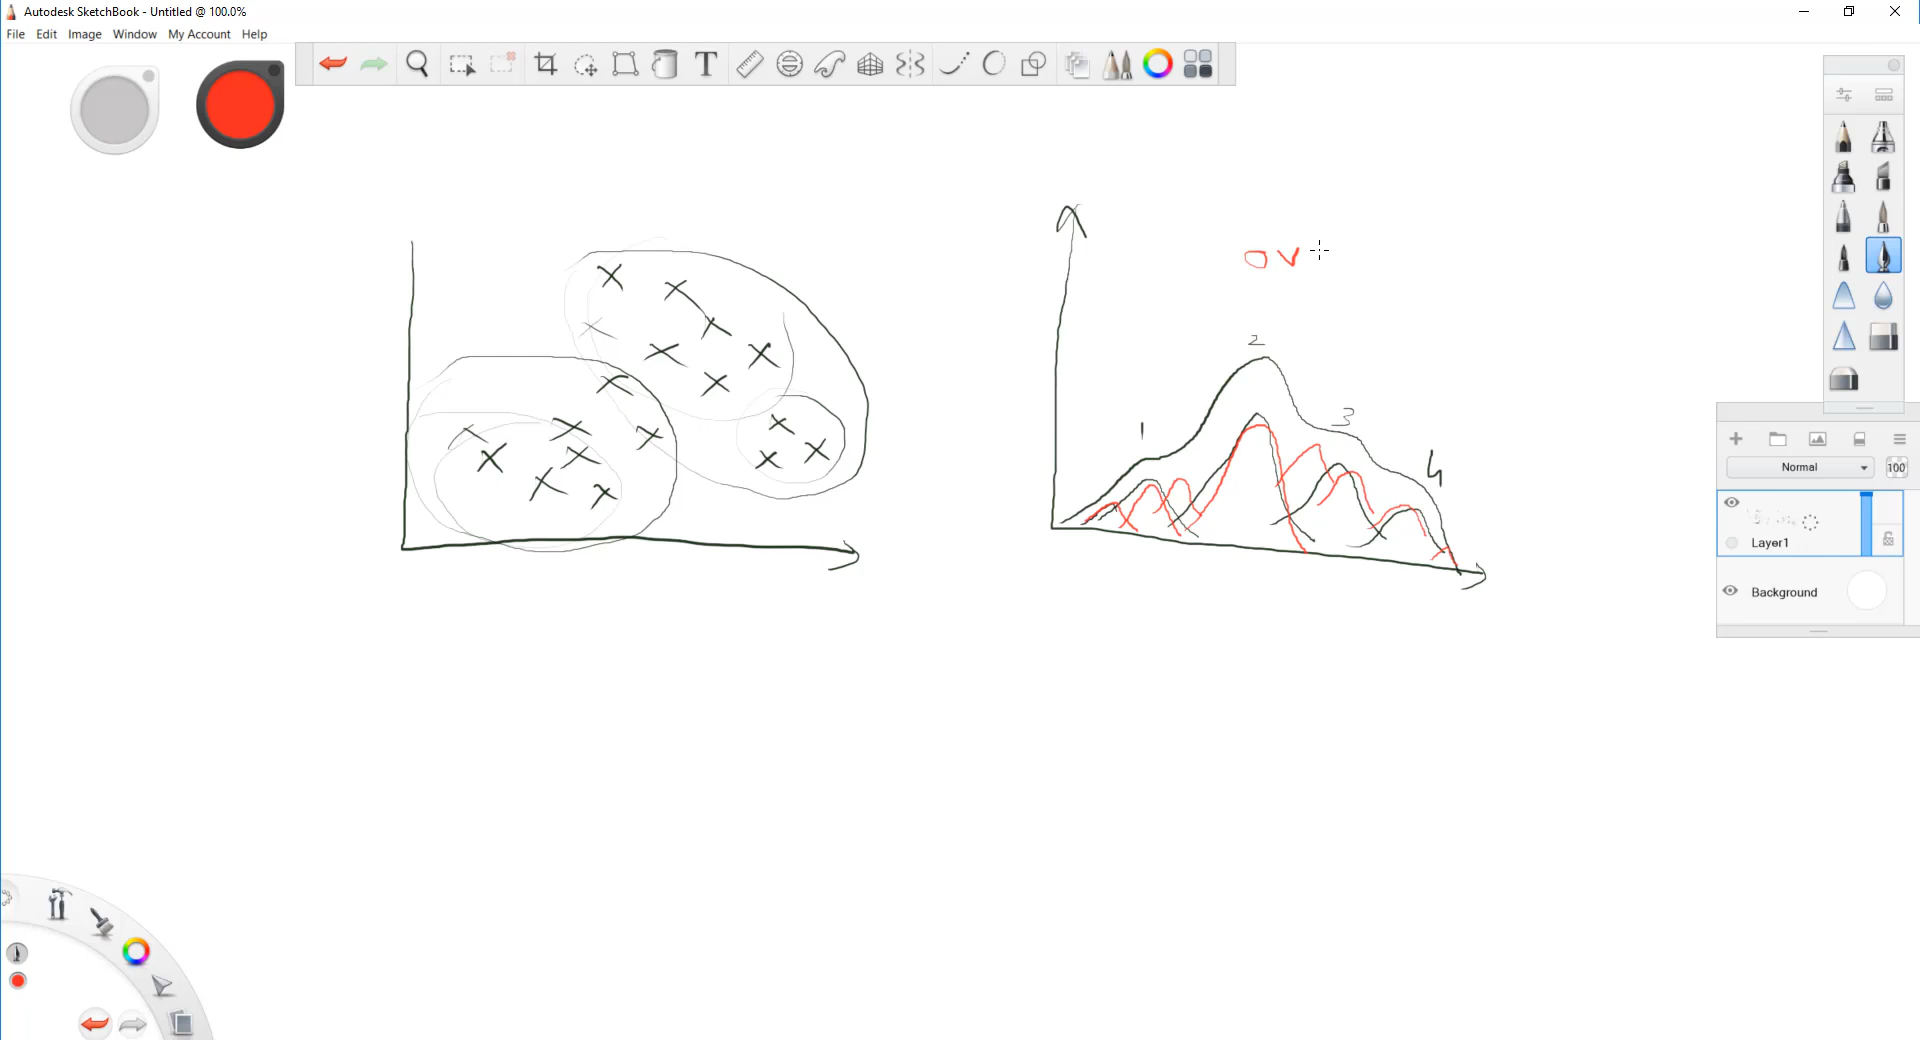 Autodesk SketchBook - Untitled @ 100.0%
File Edit Image Window My Account Help
T
O V
2
3
1
4
Normal 100
Layer1
Background